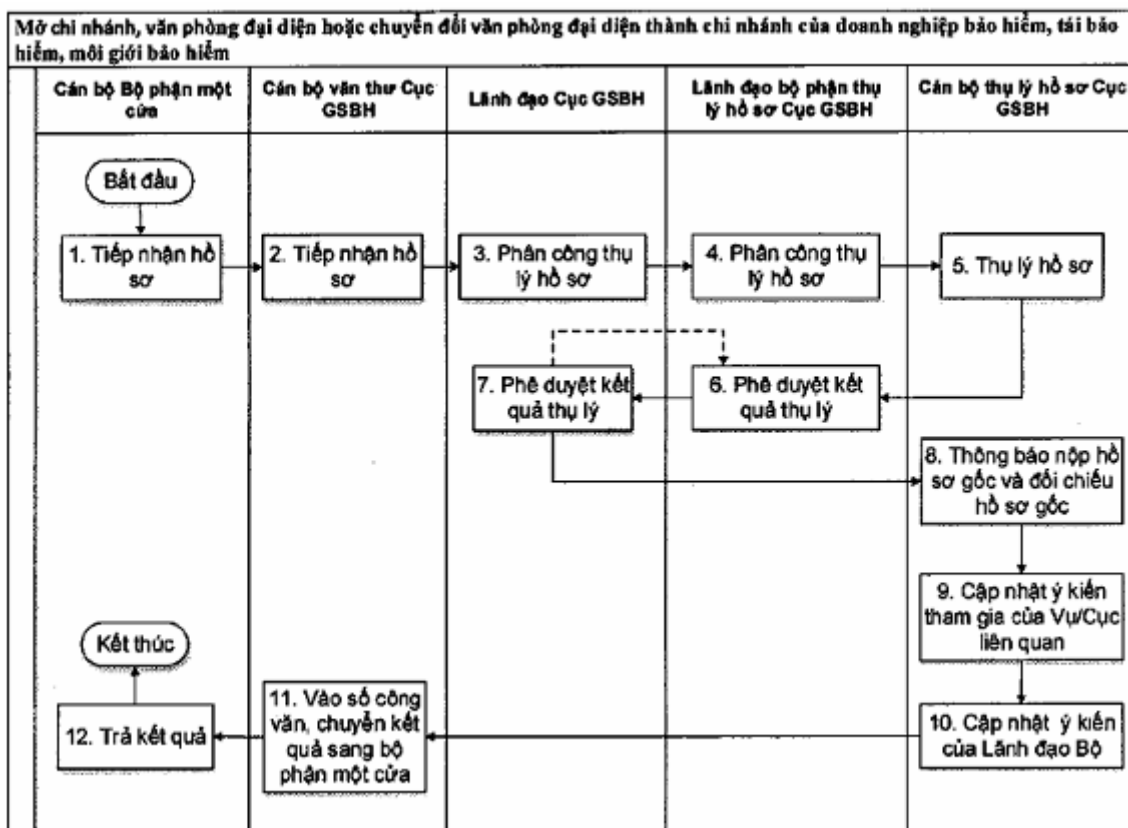 Mở chi nhánh, văn phòng đại diện hoặc chuyển đổi văn phòng đại diện thành chi nhánh của doanh nghiệp bảo hiểm, tái bảo
hiểm, môi giới bảo hiểm
Cán bộ Bộ phận một
cửa
Cán bộ văn thư Cục
GSBH
Lãnh đạo Cục GSBH
Lãnh đạo bộ phận thụ
lý hồ sơ Cục GSBH
Cán bộ thụ lý hồ sơ Cục
GSBH
Bắt đầu
1. Tiếp nhận hồ
sơ
2. Tiếp nhận hồ
sơ
3. Phân công thụ
lý hồ sơ
4. Phân công thụ
lý hồ sơ
5. Thụ lý hồ sơ
7. Phê duyệt kết
quả thụ lý
6. Phê duyệt kết
quả thụ lý
8. Thông báo nộp hồ
sơ gốc và đối chiếu
hồ sơ gốc
9. Cập nhật ý kiến
tham gia của Vụ/Cục
liên quan
10. Cập nhật ý kiến
của Lãnh đạo Bộ
11. Vào số công
văn, chuyển kết
quả sang bộ
phận một cửa
12. Trả kết quả
Kết thúc